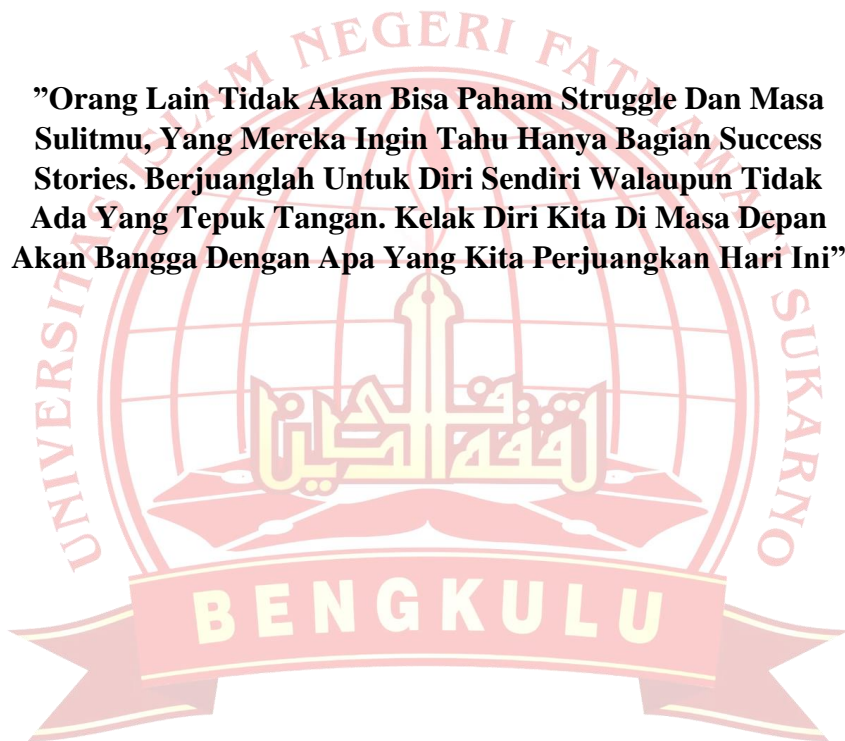 ”Orang Lain Tidak Akan Bisa Paham Struggle Dan Masa
Sulitmu, Yang Mereka Ingin Tahu Hanya Bagian Success
Stories. Berjuanglah Untuk Diri Sendiri Walaupun Tidak
Ada Yang Tepuk Tangan. Kelak Diri Kita Di Masa Depan
Akan Bangga Dengan Apa Yang Kita Perjuangkan Hari Ini”
UNIVERSITAS ISLAM NEGERI FATMAWATI SUKARNO
BENGKULU